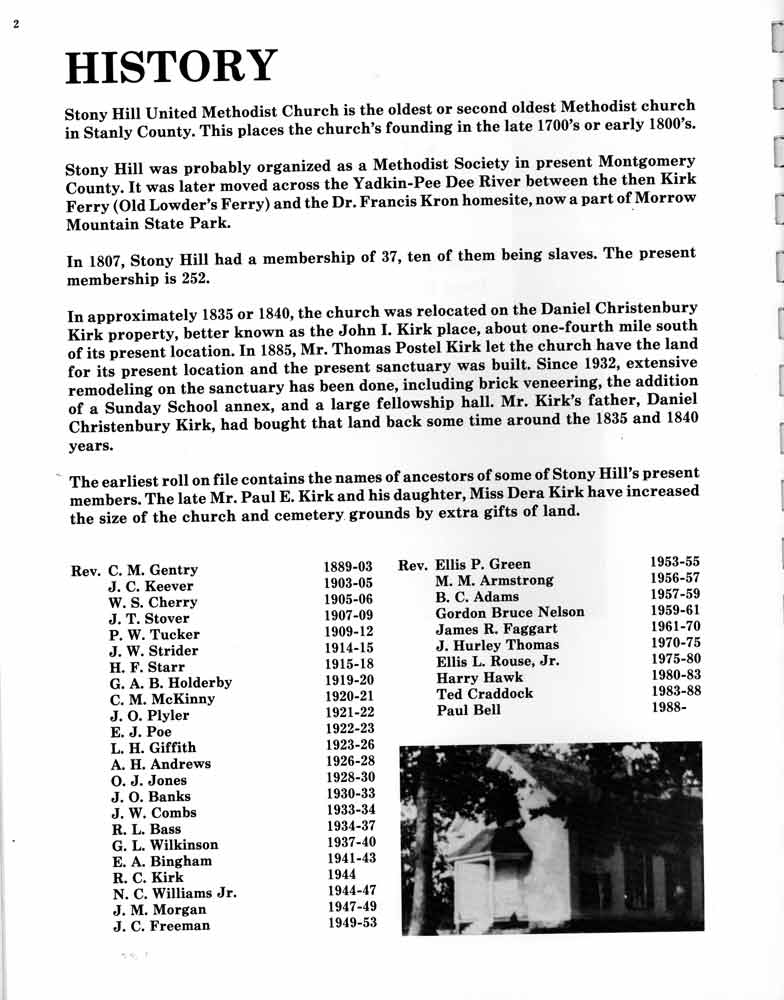 2
HISTORY
Stony Hill United Methodist Church is the oldest or second oldest Methodist church
in Stanly County. This places the church's founding in the late 1700's or early 1800's.
Stony Hill was probably organized as a Methodist Society in present Montgomery
County. It was later moved across the Yadkin-Pee Dee River between the then Kirk
Ferry (Old Lowder's Ferry) and the Dr. Francis Kron homesite, now a part of Morrow
Mountain State Park.
In 1807, Stony Hill had a membership of 37, ten of them being slaves. The present
membership is 252.
In approximately 1835 or 1840, the church was relocated on the Daniel Christenbury
Kirk property, better known as the John I. Kirk place, about one-fourth mile south
of its present location. In 1885, Mr. Thomas Postel Kirk let the church have the land
for its present location and the present sanctuary was built. Since 1932, extensive
remodeling on the sanctuary has been done, including brick veneering, the addition
of a Sunday School annex, and a large fellowship hall. Mr. Kirk's father, Daniel
Christenbury Kirk, had bought that land back some time around the 1835 and 1840
years.
The earliest roll on file contains the names of ancestors of some of Stony Hill's present
members. The late Mr. Paul E. Kirk and his daughter, Miss Dera Kirk have increased
the size of the church and cemetery grounds by extra gifts of land.
Rev. C. M. Gentry 1889-03
J. C. Keever 1903-05
W. S. Cherry 1905-06
J. T. Stover 1907-09
P. W. Tucker 1909-12
J. W. Strider 1914-15
H. F. Starr 1915-18
G. A. B. Holderby 1919-20
C. M. McKinny 1920-21
J. O. Plyler 1921-22
E. J. Poe 1922-23
L. H. Giffith 1923-26
A. H. Andrews 1926-28
O. J. Jones 1928-30
J. O. Banks 1930-33
J. W. Combs 1933-34
R. L. Bass 1934-37
G. L. Wilkinson 1937-40
E. A. Bingham 1941-43
R. C. Kirk 1944
N. C. Williams Jr. 1944-47
J. M. Morgan 1947-49
J. C. Freeman 1949-53
Rev. Ellis P. Green 1953-55
M. M. Armstrong 1956-57
B. C. Adams 1957-59
Gordon Bruce Nelson 1959-61
James R. Faggart 1961-70
J. Hurley Thomas 1970-75
Ellis L. Rouse, Jr. 1975-80
Harry Hawk 1980-83
Ted Craddock 1983-88
Paul Bell 1988-